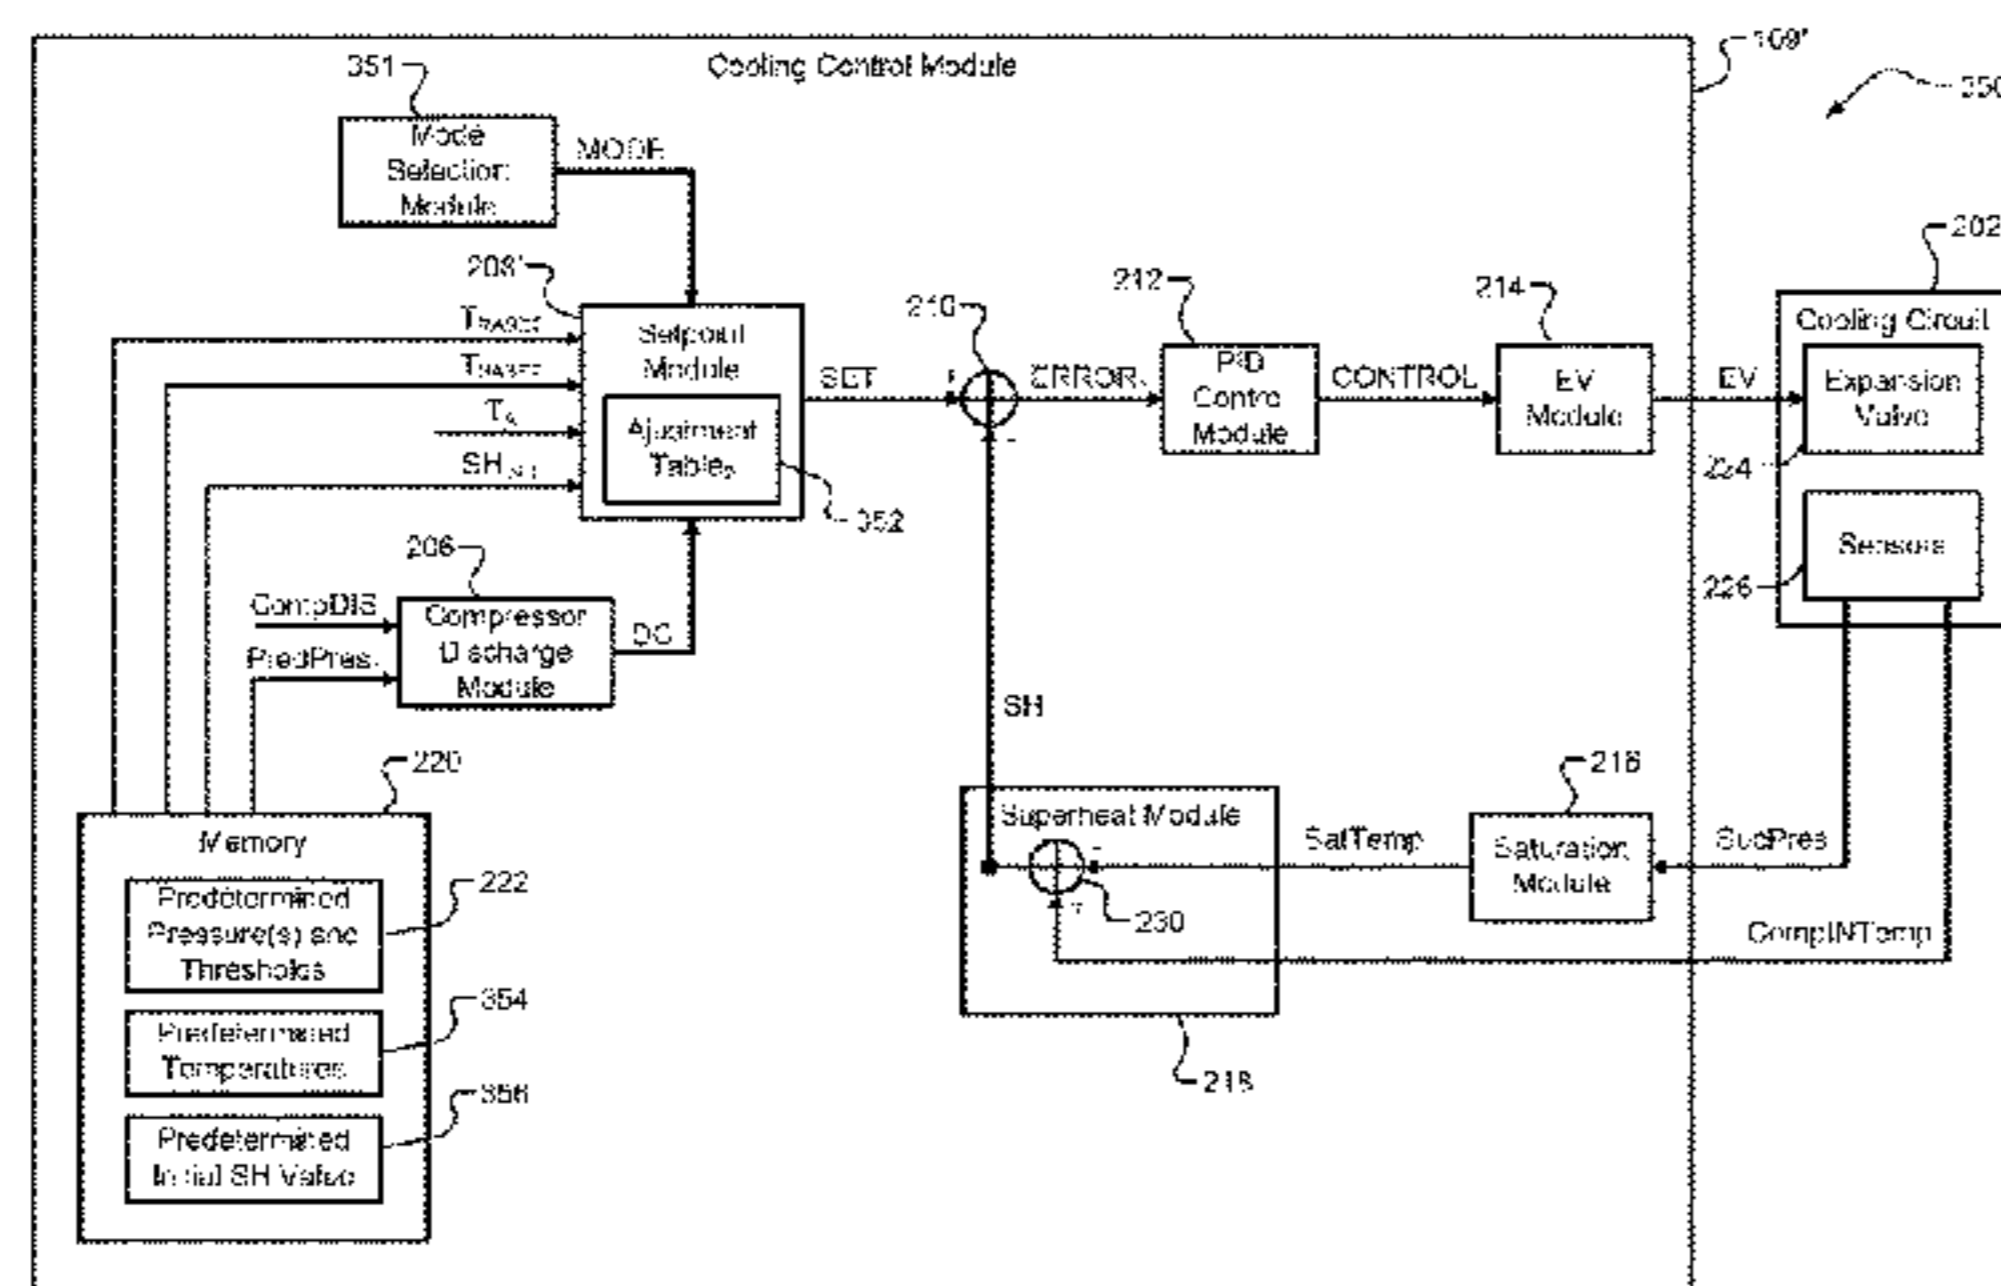 Cooling Control Module
109'
350
351
Mode
Selection
Module
MODE
202
208'
210
212
214
Setpoint
Module
SET
ERROR
PID
Control
Module
CONTROL
EV
Module
EV
Cooling Circuit
Expansion
Valve
224
T
T
T
SH
Ajustment
Tables
352
Sensors
226
206
CompDIS
PredPres
Compressor
Discharge
Module
DC
SH
220
Memory
Predetermined
Pressure(s) and
Thresholds
222
Predetermined
Temperatures
354
Predetermined
Initial SH Value
356
Superheat Module
230
218
SatTemp
216
Saturation
Module
SucPres
CompINTemp